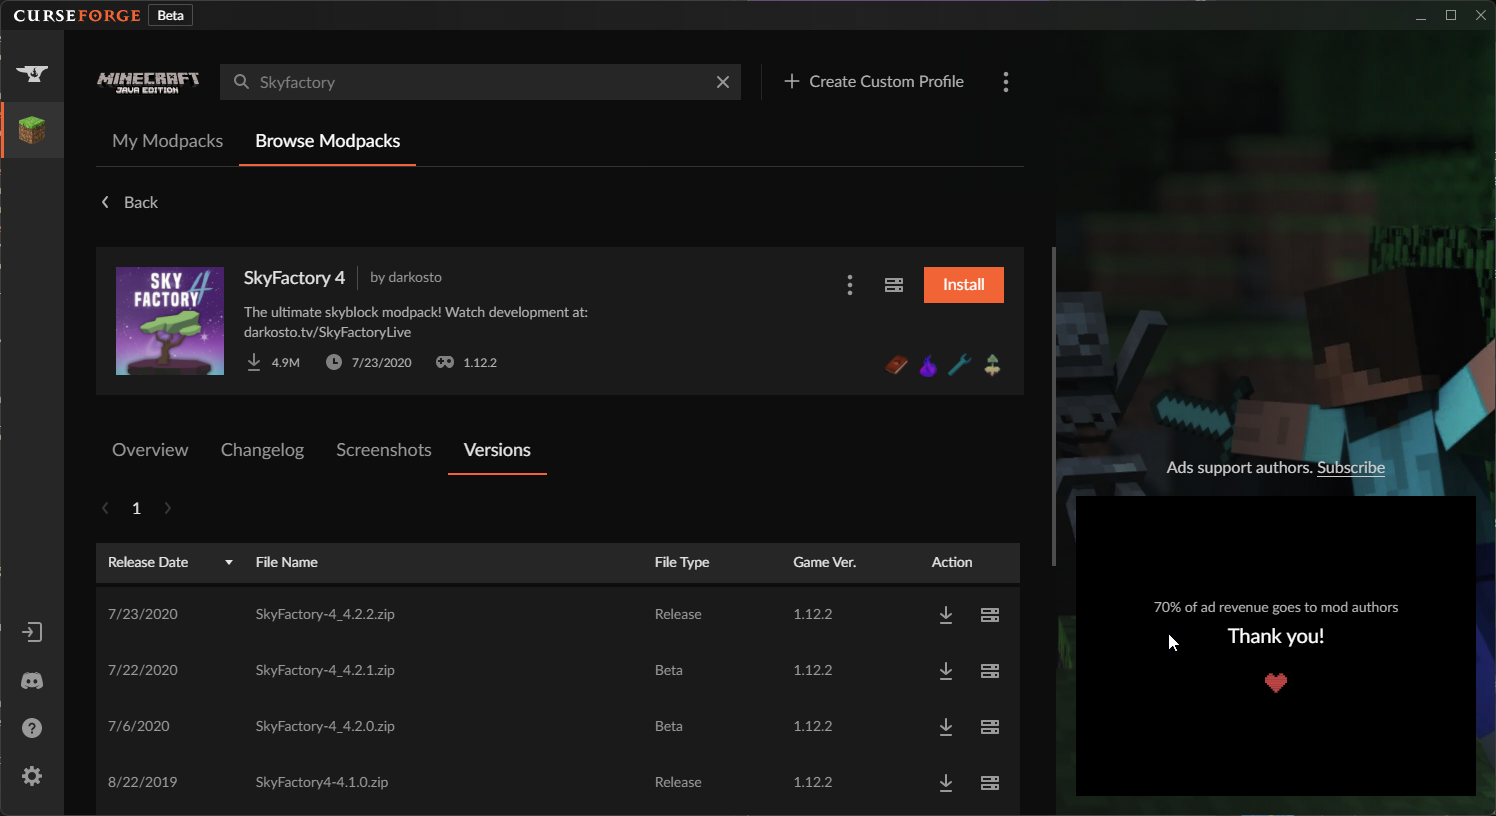 CURSEFORGE Beta
MINECRAFT
JAVA EDITION
Skyfactory
Create Custom Profile
My Modpacks
Browse Modpacks
Back
SKY
FACTORY 4
SkyFactory 4
by darkosto
Install
The ultimate skyblock modpack! Watch development at:
darkosto.tv/SkyFactoryLive
4.9M
7/23/2020
1.12.2
Overview
Changelog
Screenshots
Versions
1
Release Date File Name File Type Game Ver. Action
7/23/2020 SkyFactory-4_4.2.2.zip Release 1.12.2
7/22/2020 SkyFactory-4_4.2.1.zip Beta 1.12.2
7/6/2020 SkyFactory-4_4.2.0.zip Beta 1.12.2
8/22/2019 SkyFactory4-4.1.0.zip Release 1.12.2
Ads support authors. Subscribe
70% of ad revenue goes to mod authors
Thank you!